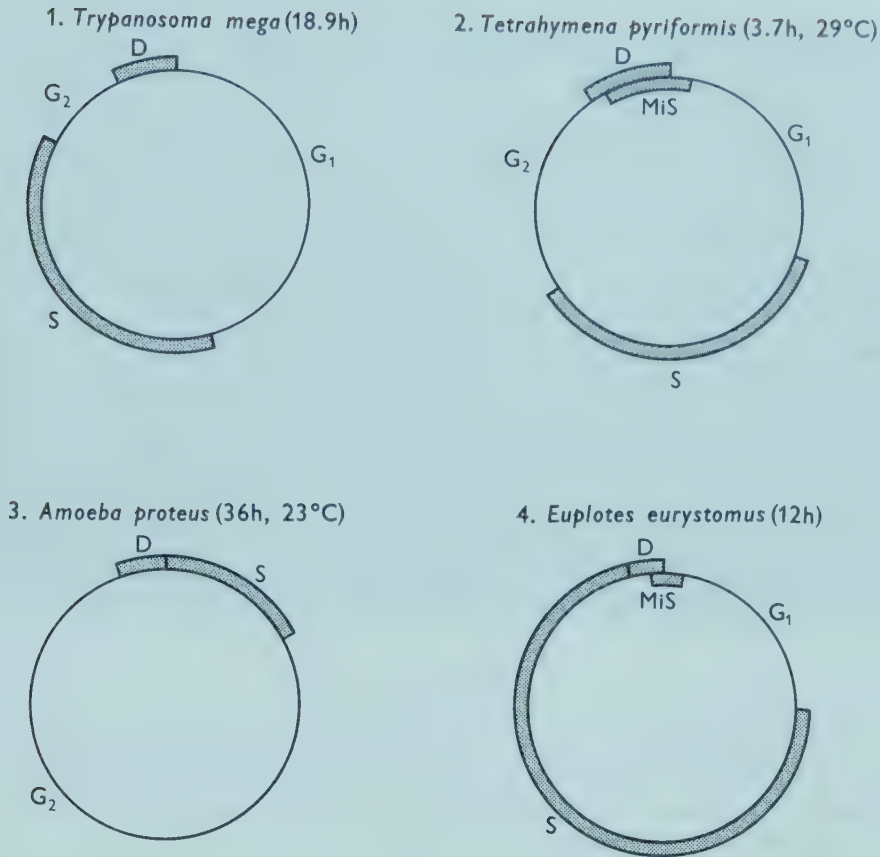 1. Trypanosoma mega (18.9h)
D
G₂
G₁
S
2. Tetrahymena pyriformis (3.7h, 29°C)
D
MiS
G₁
G₂
S
3. Amoeba proteus (36h, 23°C)
D
S
G₂
4. Euplotes eurystomus (12h)
D
MiS
G₁
S